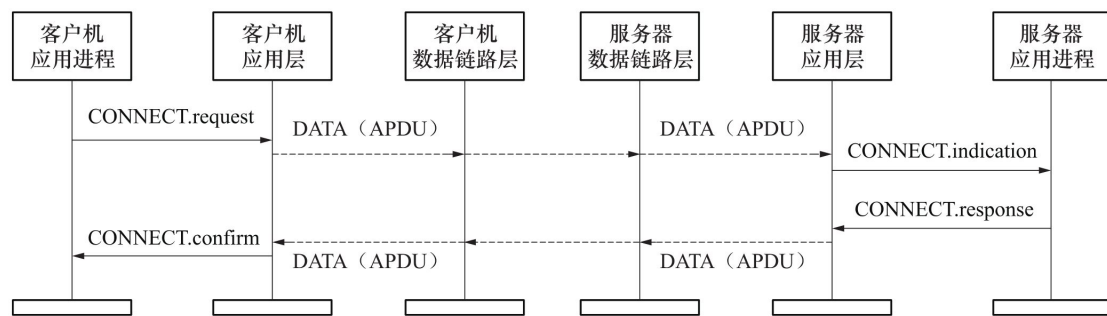 客户机
应用进程
客户机
应用层
客户机
数据链路层
服务器
数据链路层
服务器
应用层
服务器
应用进程
CONNECT.request
DATA（APDU）
DATA（APDU）
CONNECT.indication
CONNECT.response
CONNECT.confirm
DATA（APDU）
DATA（APDU）